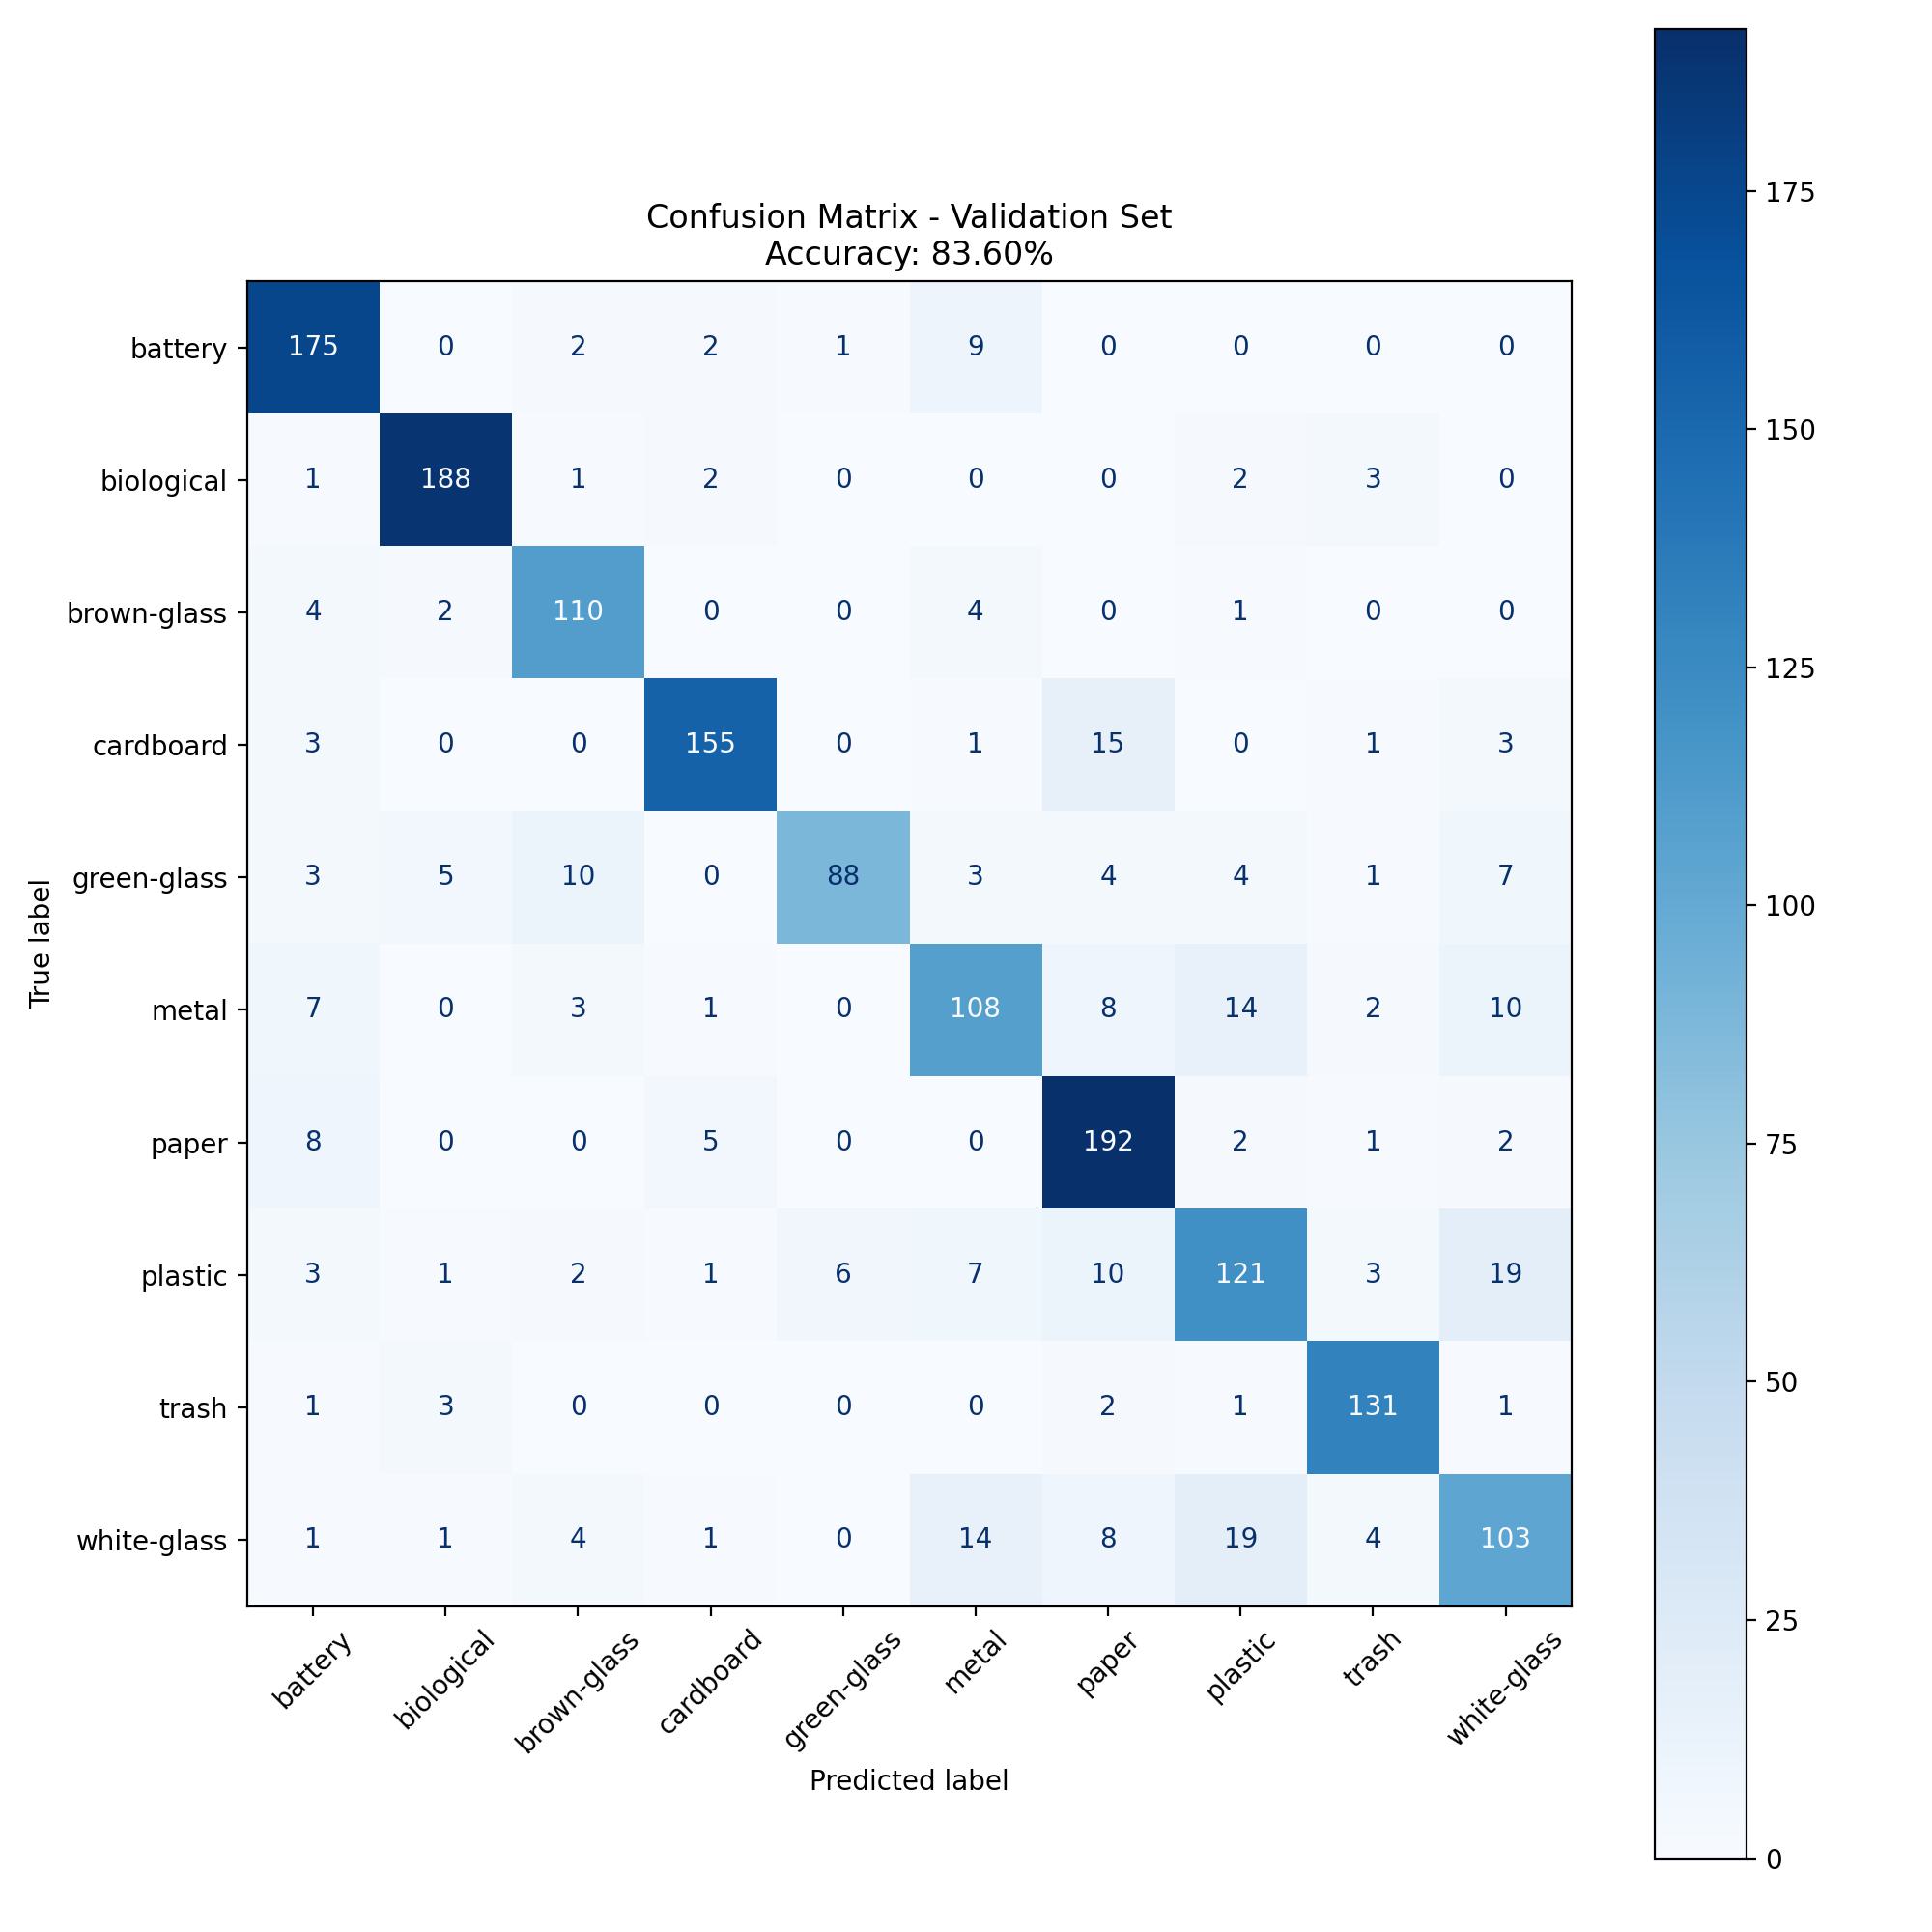 Confusion Matrix - Validation Set
Accuracy: 83.60%
True label
battery 175 0 2 2 1 9 0 0 0 0
biological 1 188 1 2 0 0 0 2 3 0
brown-glass 4 2 110 0 0 4 0 1 0 0
cardboard 3 0 0 155 0 1 15 0 1 3
green-glass 3 5 10 0 88 3 4 4 1 7
metal 7 0 3 1 0 108 8 14 2 10
paper 8 0 0 5 0 0 192 2 1 2
plastic 3 1 2 1 6 7 10 121 3 19
trash 1 3 0 0 0 0 2 1 131 1
white-glass 1 1 4 1 0 14 8 19 4 103
battery biological brown-glass cardboard green-glass metal paper plastic trash white-glass
Predicted label
175
150
125
100
75
50
25
0